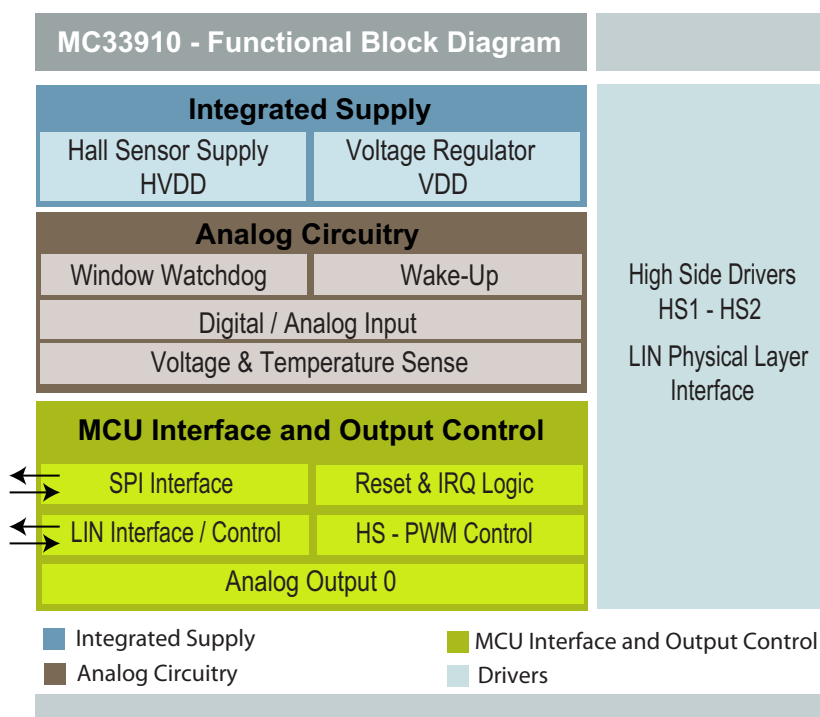 MC33910 - Functional Block Diagram
Integrated Supply
Hall Sensor Supply
HVDD
Voltage Regulator
VDD
Analog Circuitry
Window Watchdog
Wake-Up
Digital / Analog Input
Voltage & Temperature Sense
MCU Interface and Output Control
SPI Interface
Reset & IRQ Logic
LIN Interface / Control
HS - PWM Control
Analog Output 0
High Side Drivers
HS1 - HS2
LIN Physical Layer
Interface
Integrated Supply
MCU Interface and Output Control
Analog Circuitry
Drivers